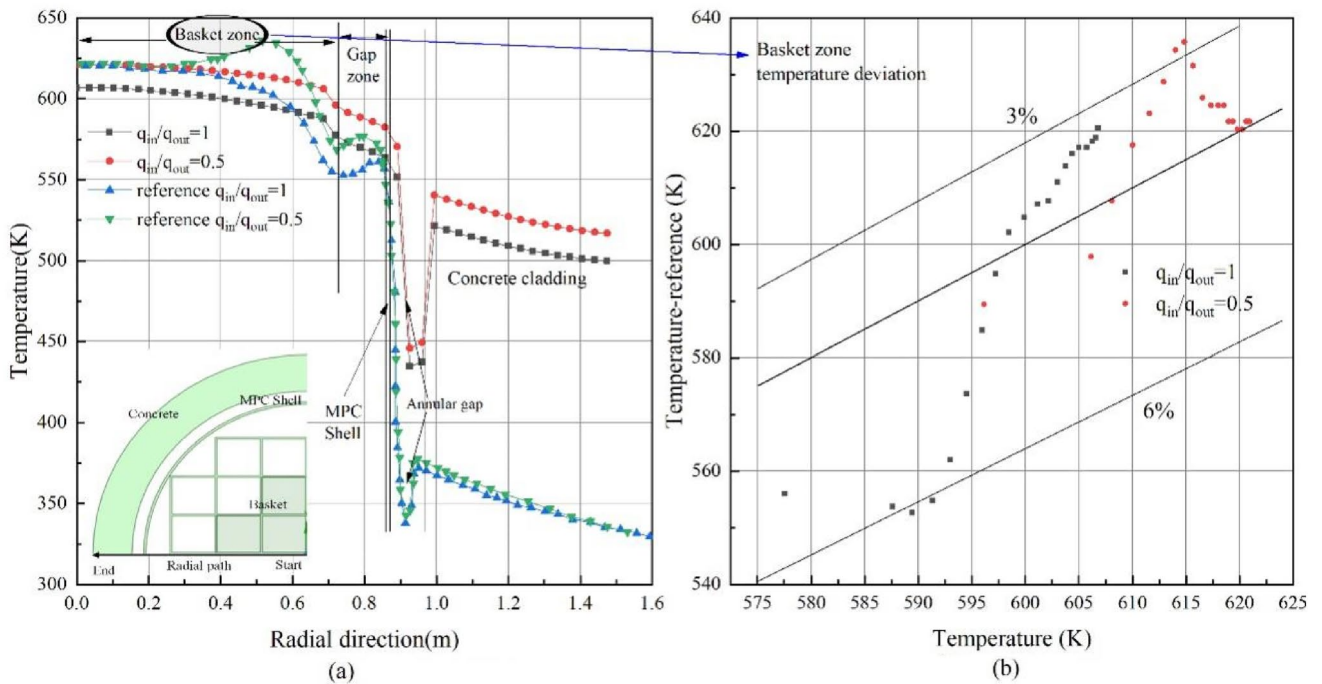 650
600
550
500
450
400
350
300
0.0
0.2
0.4
0.6
0.8
1.0
1.2
1.4
1.6
Temperature(K)
Radial direction(m)
(a)
Basket zone
Gap
zone
q_in/q_out=1
q_in/q_out=0.5
reference q_in/q_out=1
reference q_in/q_out=0.5
Concrete cladding
MPC
Shell
Annular gap
Concrete
MPC Shell
Basket
End
Radial path
Start
640
620
600
580
560
540
575
580
585
590
595
600
605
610
615
620
625
Temperature-reference (K)
Temperature (K)
(b)
Basket zone
temperature deviation
3%
6%
q_in/q_out=1
q_in/q_out=0.5